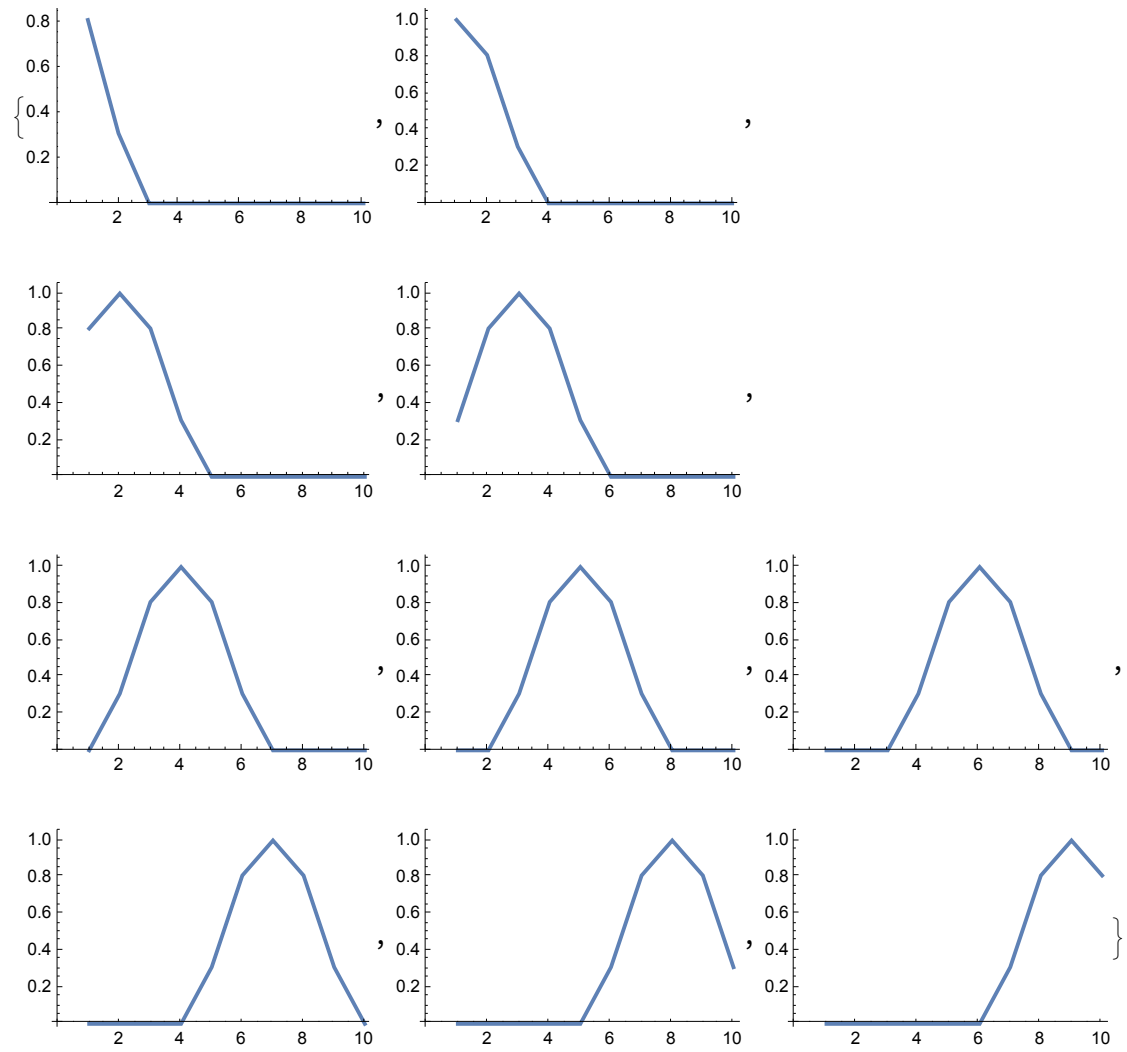 0.8 1.0
0.6 0.8
{ 0.4 , 0.6 ,
0.4
0.2 0.2
2 4 6 8 10 2 4 6 8 10
1.0 1.0
0.8 0.8
0.6 0.6
0.4 , 0.4 ,
0.2 0.2
2 4 6 8 10 2 4 6 8 10
1.0 1.0 1.0
0.8 0.8 0.8
0.6 , 0.6 , 0.6 ,
0.4 0.4 0.4
0.2 0.2 0.2
2 4 6 8 10 2 4 6 8 10 2 4 6 8 10
1.0 1.0 1.0
0.8 0.8 0.8
0.6 0.6 0.6
0.4 , 0.4 , 0.4 }
0.2 0.2 0.2
2 4 6 8 10 2 4 6 8 10 2 4 6 8 10